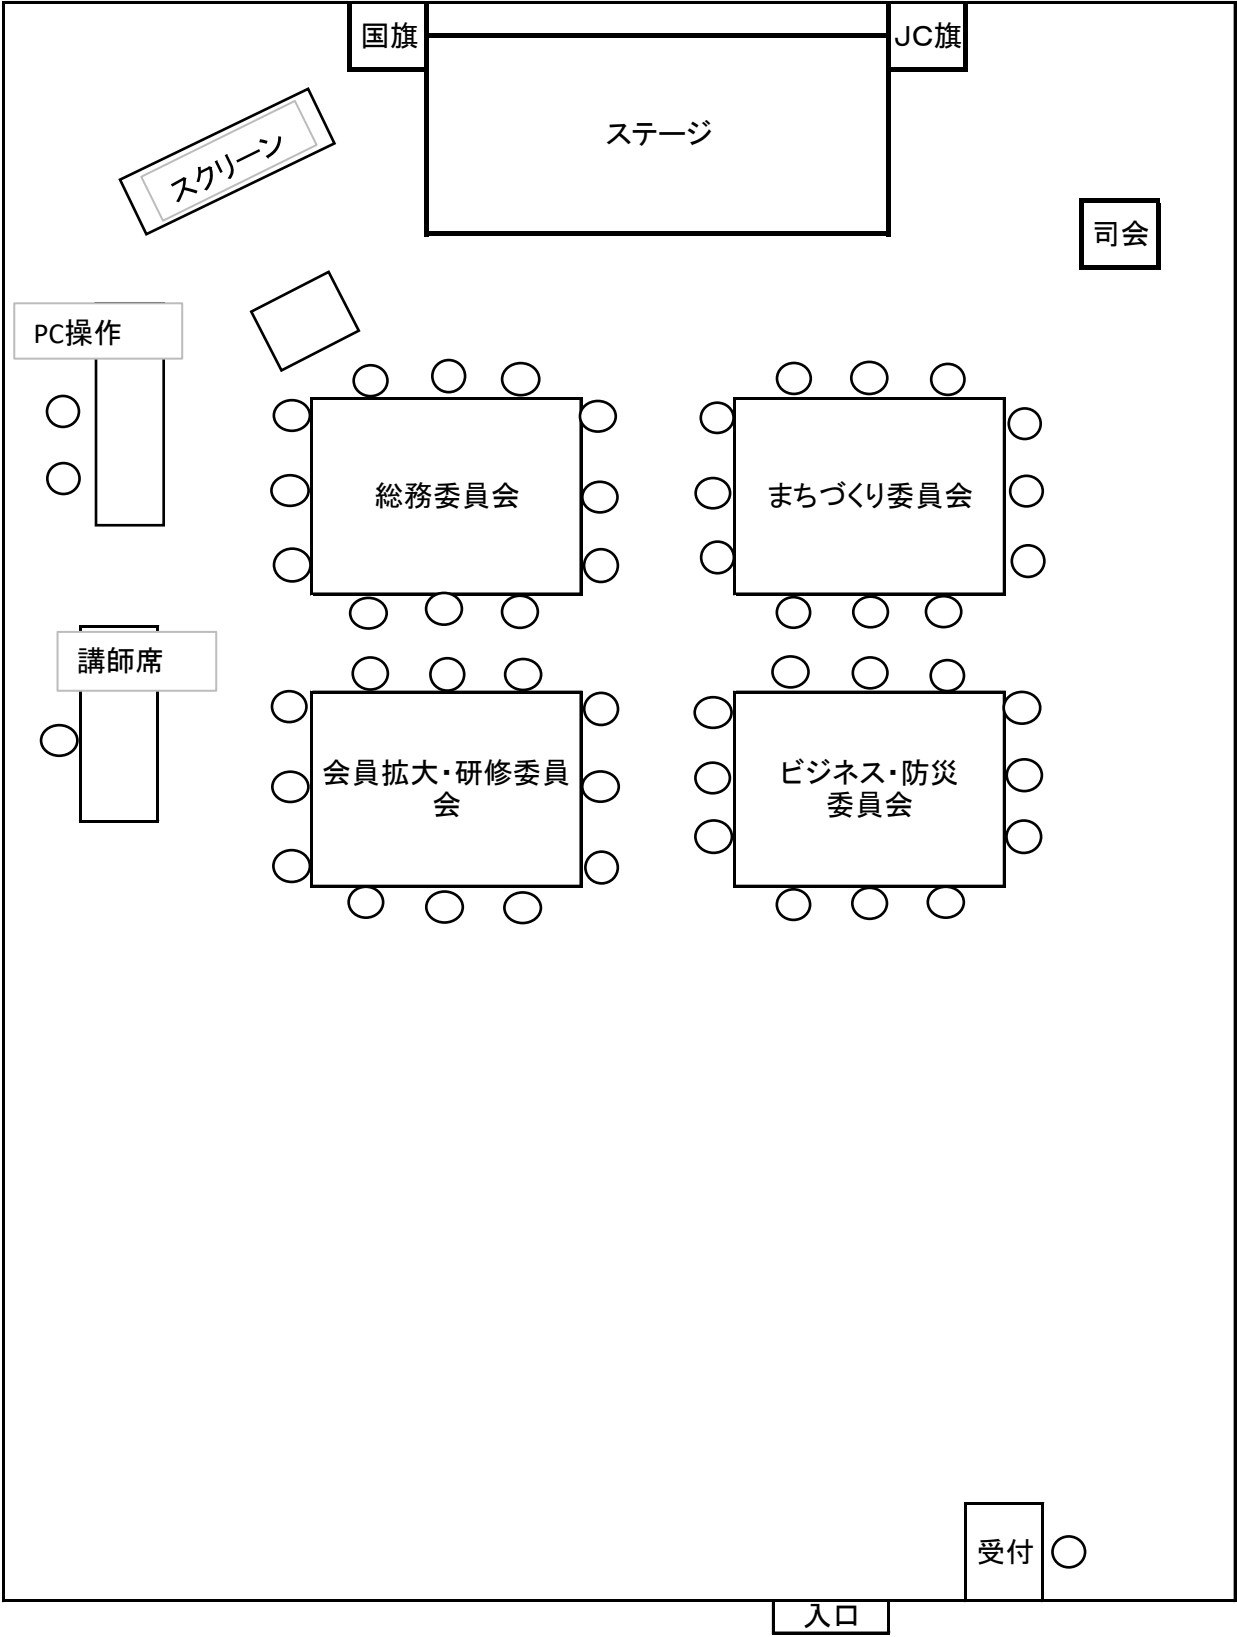 国旗
JC旗
ステージ
スクリーン
司会
PC操作
総務委員会
まちづくり委員会
講師席
会員拡大・研修委員
会
ビジネス・防災
委員会
受付
入口